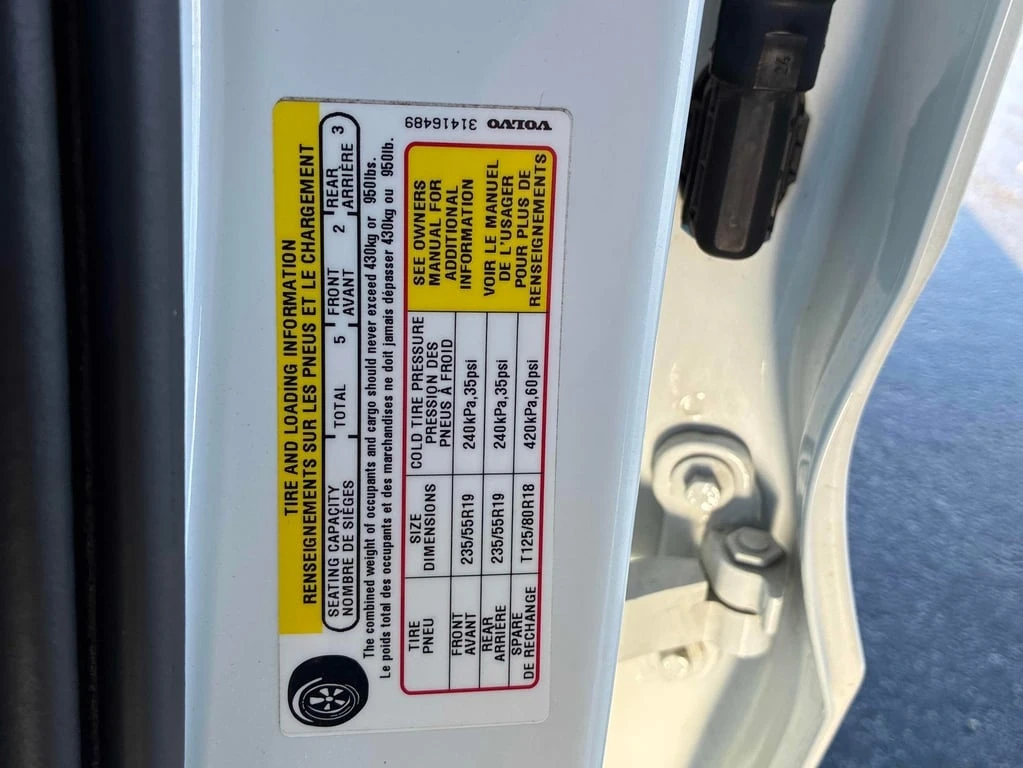 TIRE AND LOADING INFORMATION
RENSEIGNEMENTS SUR LES PNEUS ET LE CHARGEMENT
SEATING CAPACITY
NOMBRE DE SIÈGES
TOTAL 5
FRONT
AVANT 2
REAR
ARRIÈRE 3
The combined weight of occupants and cargo should never exceed 430kg or 950lbs.
Le poids total des occupants et des marchandises ne doit jamais dépasser 430kg ou 950lb.
TIRE
PNEU
SIZE
DIMENSIONS
COLD TIRE PRESSURE
PRESSION DES
PNEUS À FROID
FRONT
AVANT
235/55R19
240kPa,35psi
REAR
ARRIÈRE
235/55R19
240kPa,35psi
SPARE
DE RECHANGE
T125/80R18
420kPa,60psi
SEE OWNERS
MANUAL FOR
ADDITIONAL
INFORMATION
VOIR LE MANUEL
DE L'USAGER
POUR PLUS DE
RENSEIGNEMENTS
VOLVO 31416489